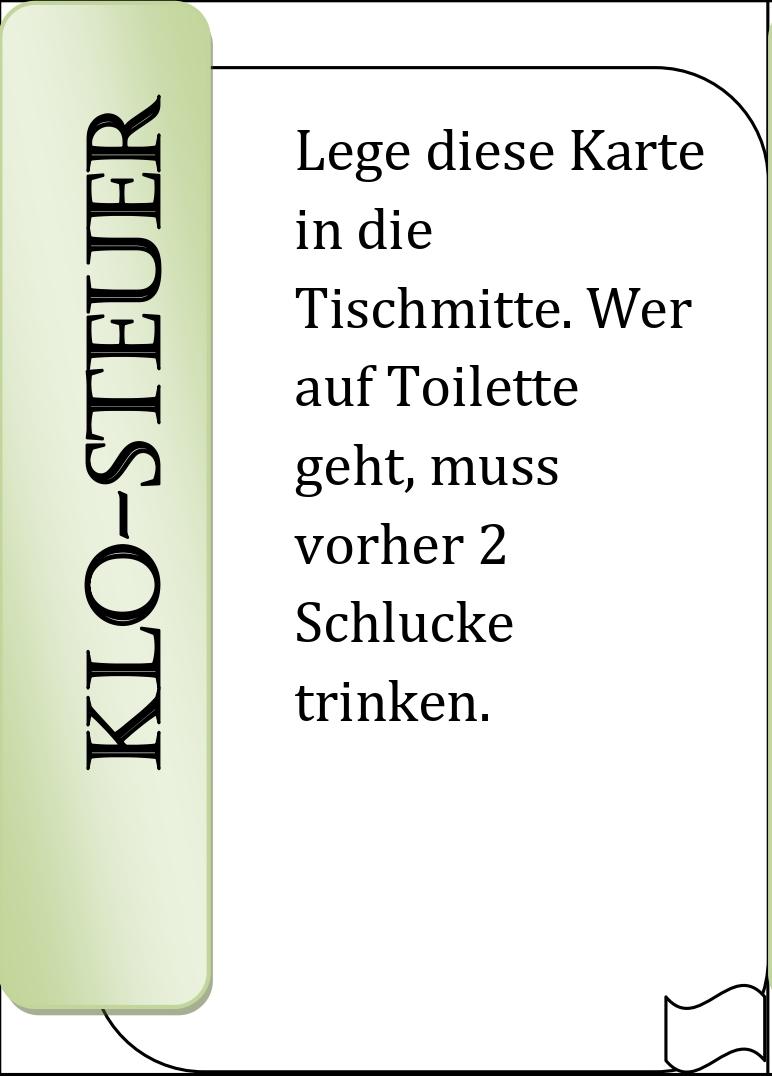 KLO-STEUER
Lege diese Karte
in die
Tischmitte. Wer
auf Toilette
geht, muss
vorher 2
Schlucke
trinken.